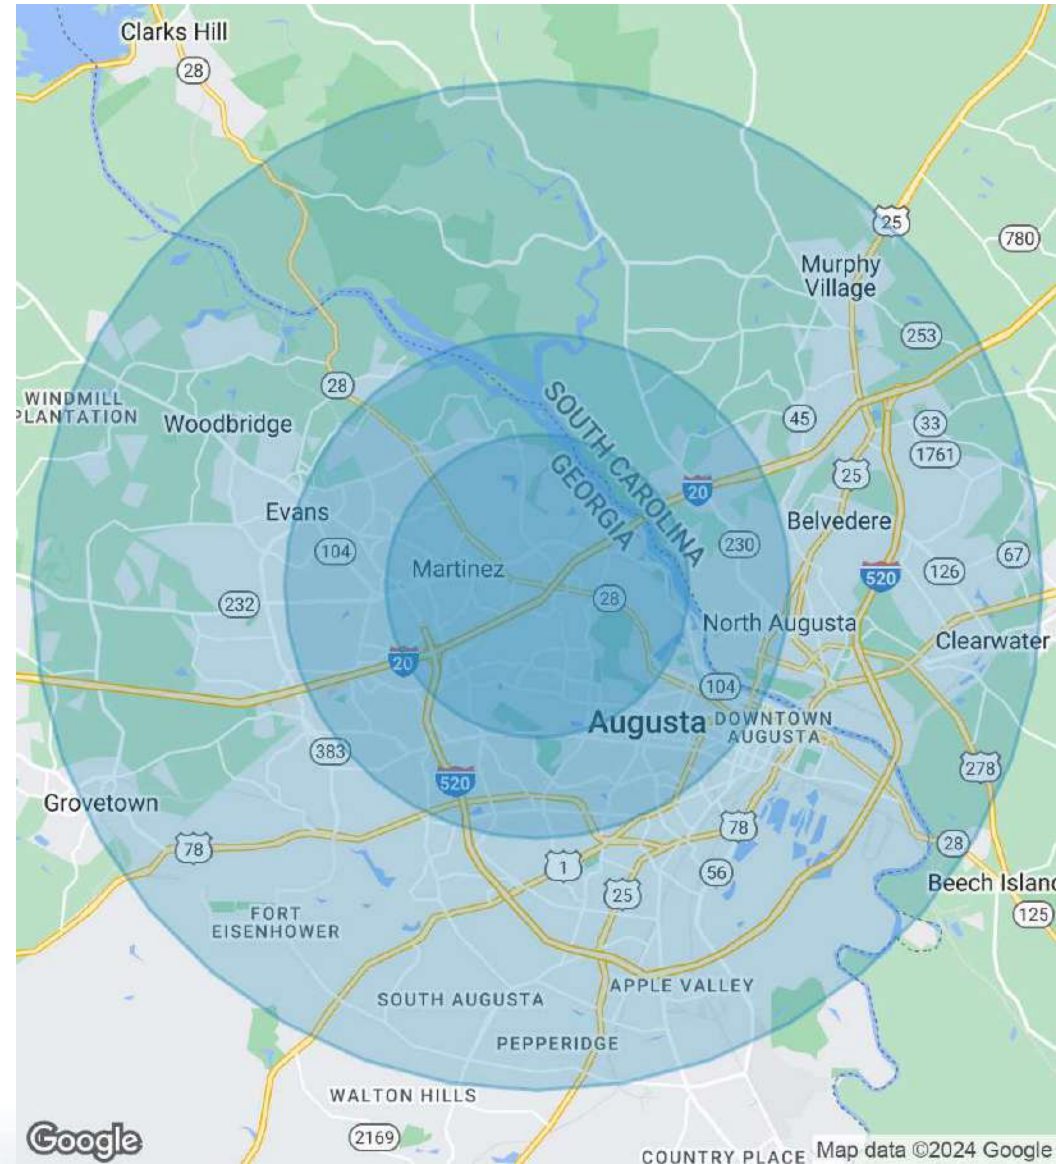 Clarks Hill
28
25
780
Murphy
Village
253
28
WINDMILL
PLANTATION
Woodbridge
SOUTH CAROLINA
GEORGIA
45
33
1761
25
20
Evans
104
Belvedere
230
67
126
520
Martinez
232
28
North Augusta
Clearwater
20
104
Augusta
DOWNTOWN
AUGUSTA
383
520
278
Grovetown
78
78
28
1
56
25
Beech Island
125
FORT
EISENHOWER
APPLE VALLEY
SOUTH AUGUSTA
PEPPERIDGE
WALTON HILLS
2169
COUNTRY PLACE
Google
Map data ©2024 Google